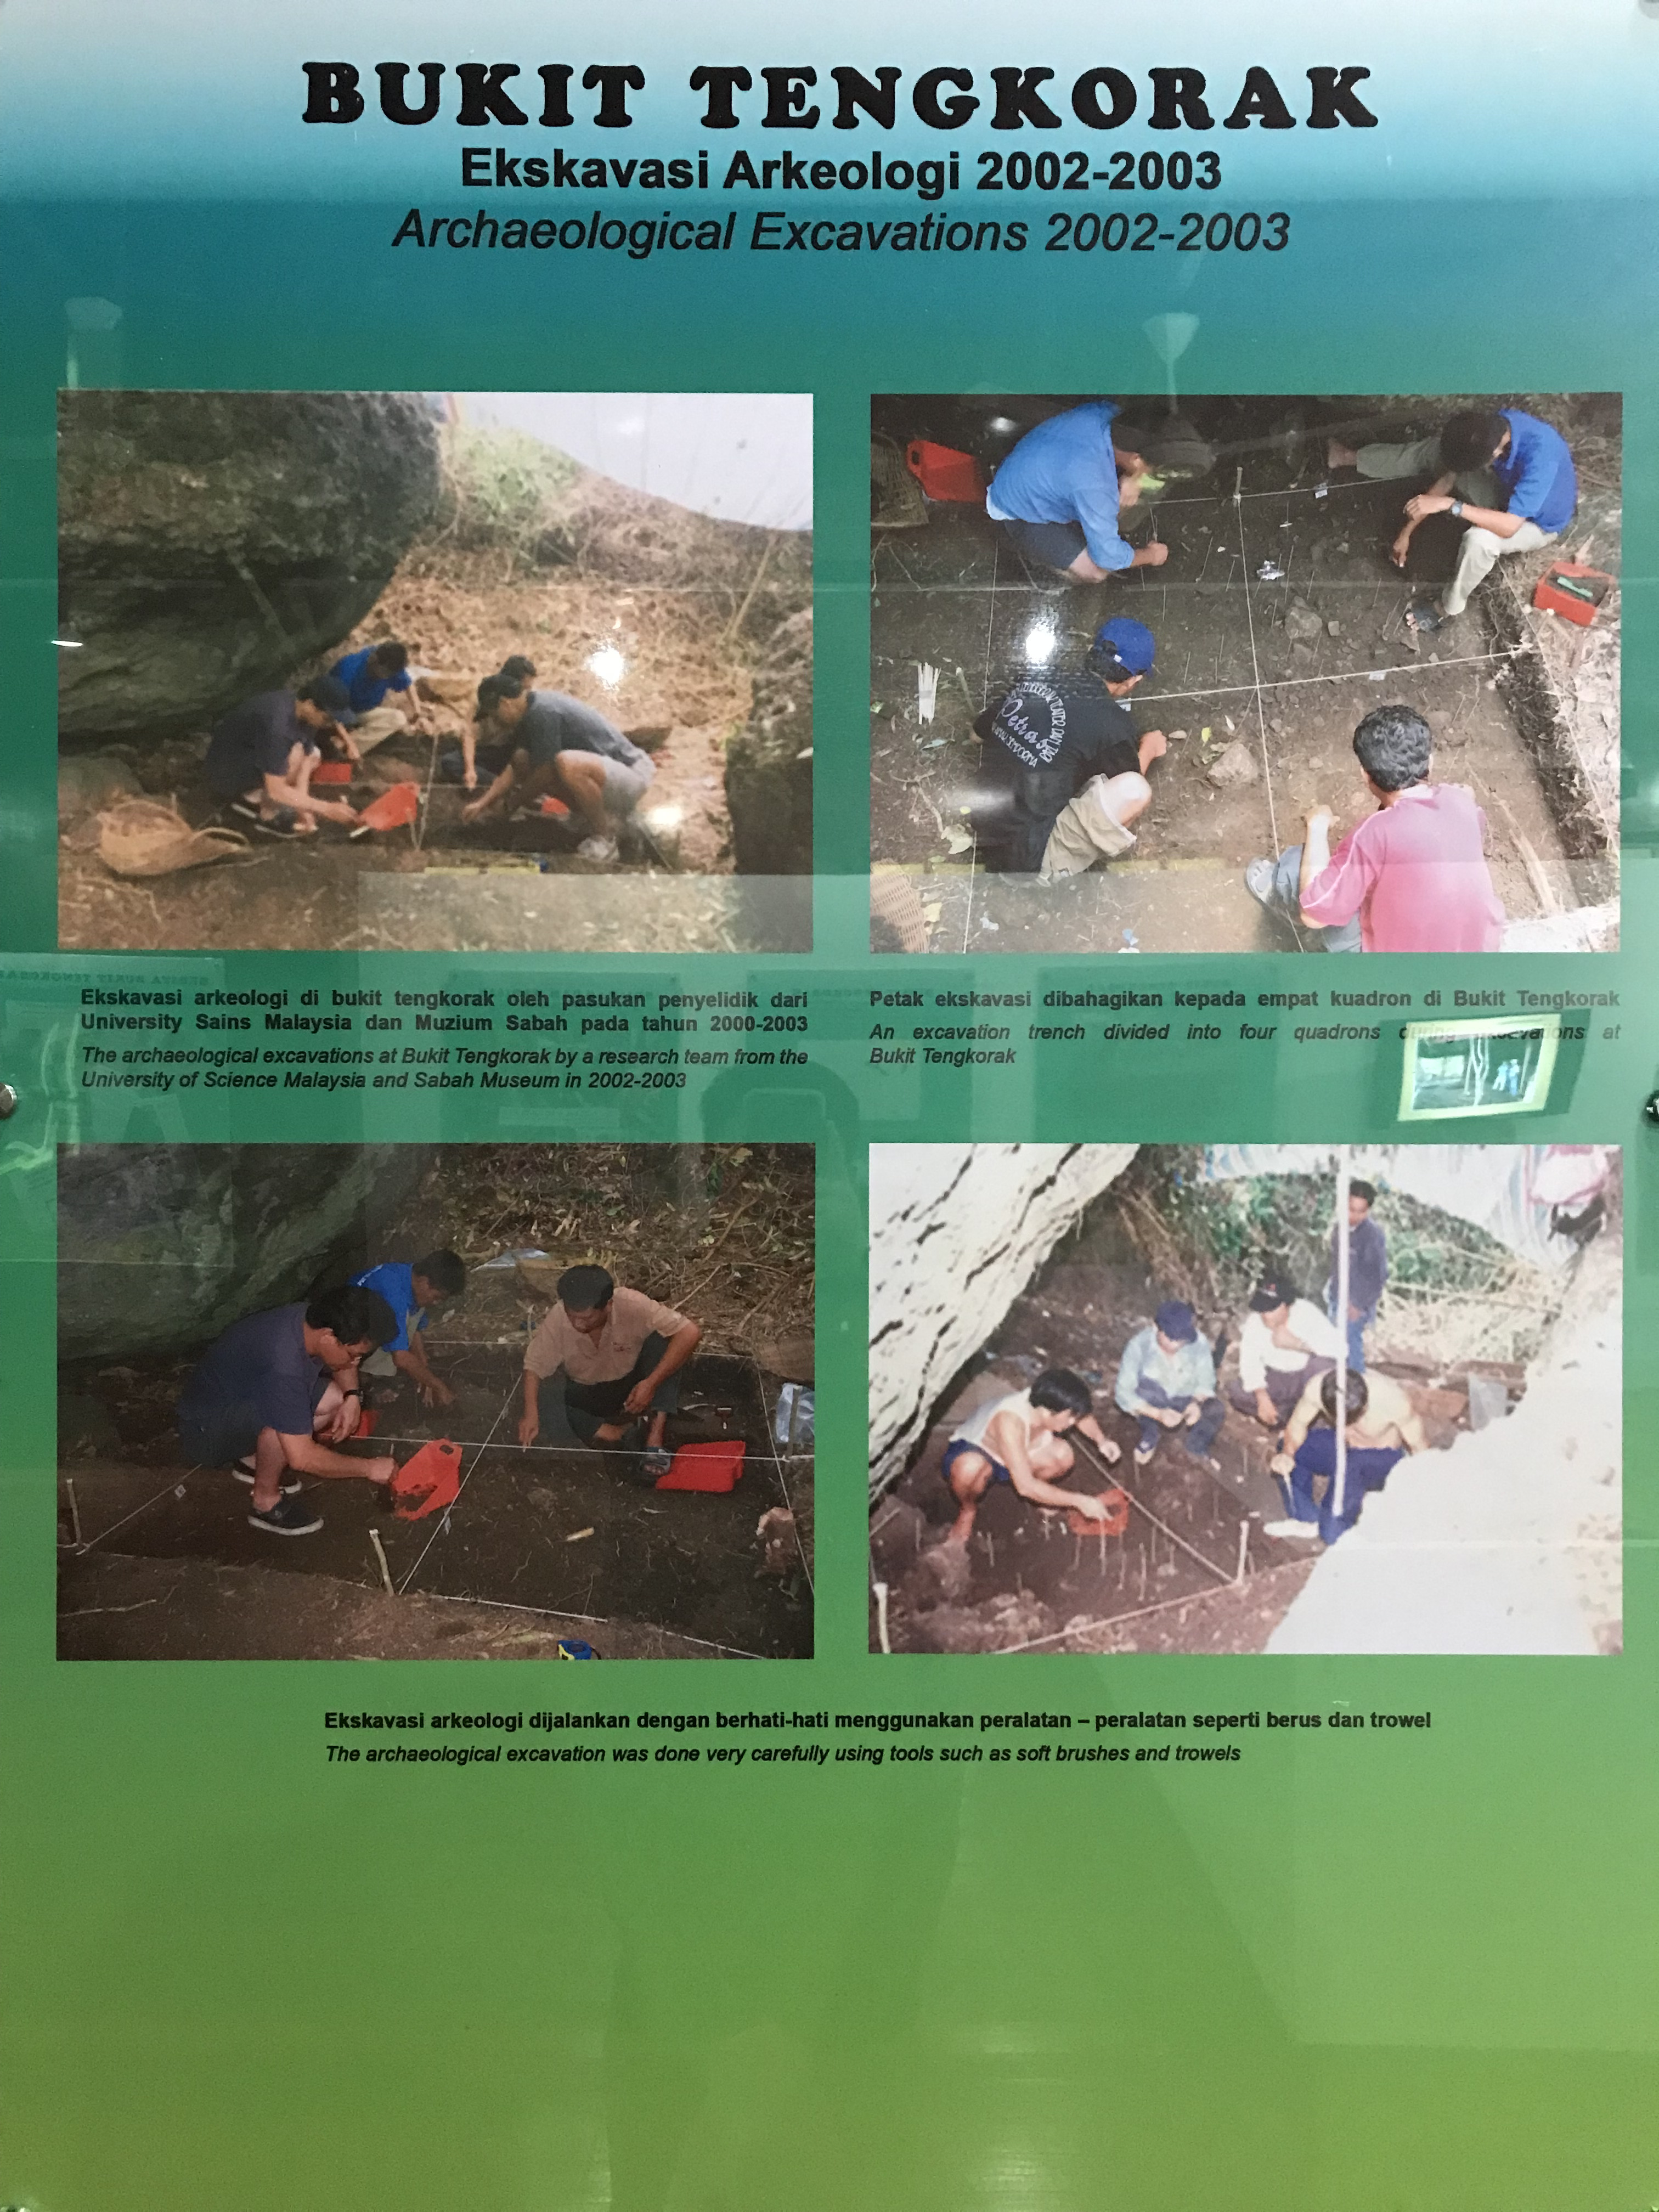 BUKIT TENGKORAK
Ekskavasi Arkeologi 2002-2003
Archaeological Excavations 2002-2003
Petras
Ekskavasi arkeologi di bukit tengkorak oleh pasukan penyelidik dari
University Sains Malaysia dan Muzium Sabah pada tahun 2000-2003
The archaeological excavations at Bukit Tengkorak by a research team from the
University of Science Malaysia and Sabah Museum in 2002-2003
Petak ekskavasi dibahagikan kepada empat kuadron di Bukit Tengkorak
An excavation trench divided into four quadrons during excavations at
Bukit Tengkorak
Ekskavasi arkeologi dijalankan dengan berhati-hati menggunakan peralatan – peralatan seperti berus dan trowel
The archaeological excavation was done very carefully using tools such as soft brushes and trowels